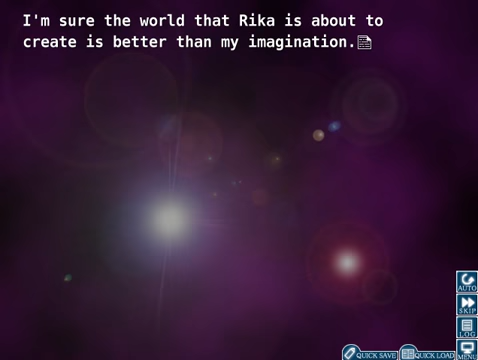 I'm sure the world that Rika is about to
create is better than my imagination.
AUTO
SKIP
LOG
MENU
QUICK SAVE
QUICK LOAD